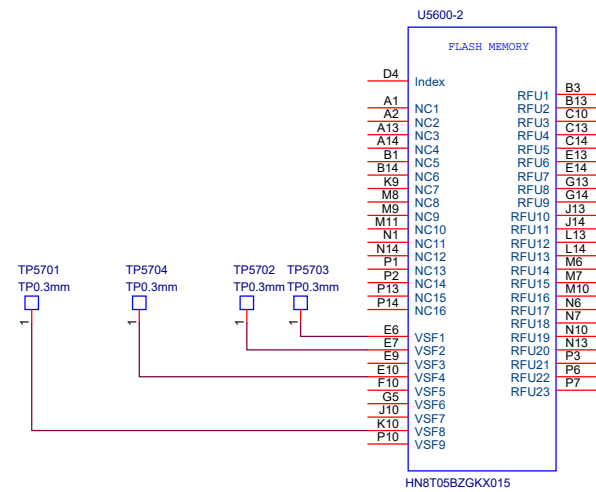 U5600-2
FLASH MEMORY
D4 Index
A1 NC1
A2 NC2
A13 NC3
A14 NC4
B1 NC5
B14 NC6
K9 NC7
M8 NC8
M9 NC9
M11 NC10
N1 NC11
N14 NC12
P1 NC13
P2 NC14
P13 NC15
P14 NC16
E6 VSF1
E7 VSF2
E9 VSF3
E10 VSF4
F10 VSF5
G5 VSF6
J10 VSF7
K10 VSF8
P10 VSF9
RFU1 B3
RFU2 B13
RFU3 C10
RFU4 C13
RFU5 C14
RFU6 E13
RFU7 E14
RFU8 G13
RFU9 G14
RFU10 J13
RFU11 J14
RFU12 L13
RFU13 L14
RFU14 M6
RFU15 M7
RFU16 M10
RFU17 N6
RFU18 N7
RFU19 N10
RFU20 N13
RFU21 P3
RFU22 P6
RFU23 P7
TP5701
TP0.3mm
1
TP5704
TP0.3mm
1
TP5702
TP0.3mm
1
TP5703
TP0.3mm
1
HN8T05BZGKX015